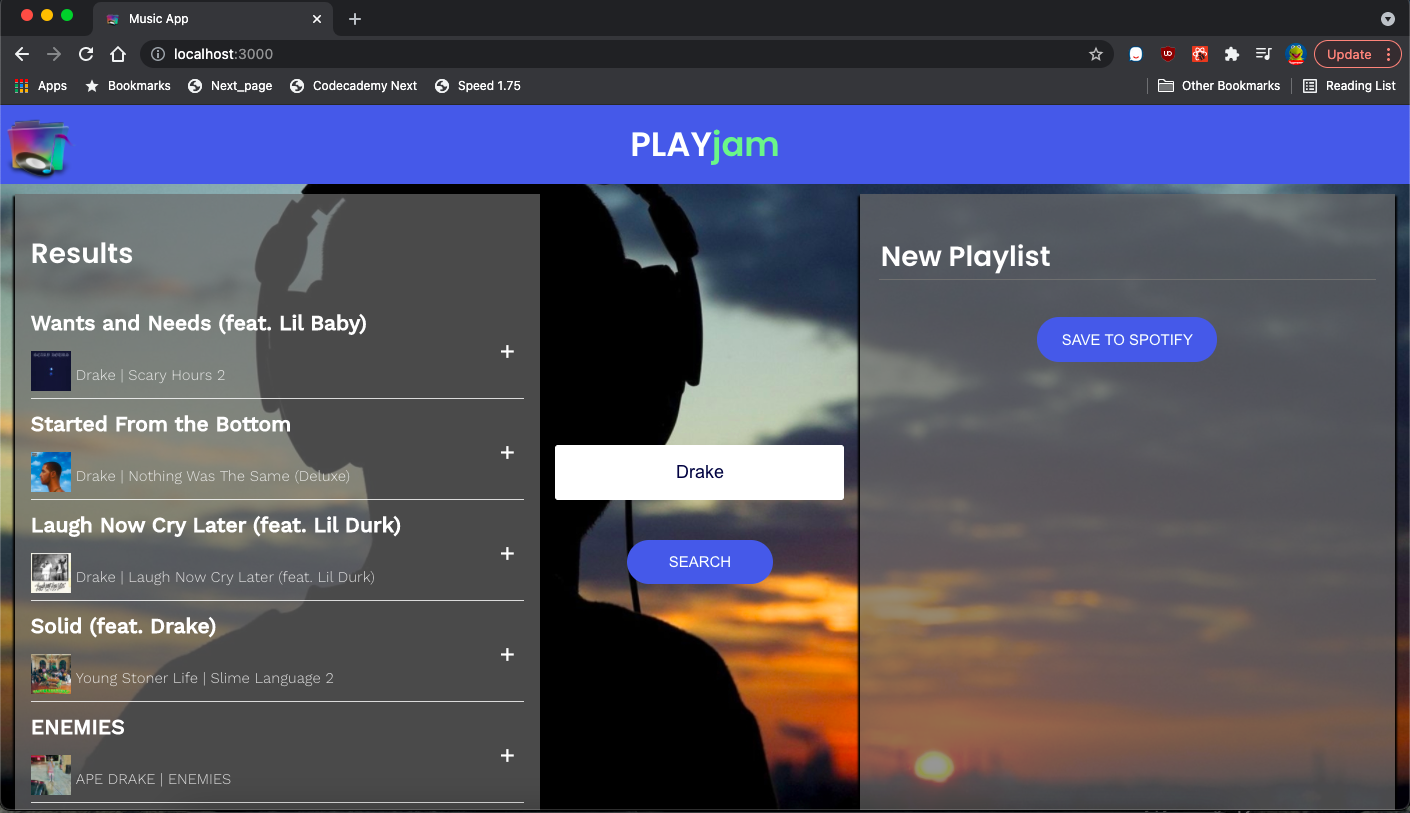 Music App
localhost:3000
Update
Apps
Bookmarks
Next_page
Codecademy Next
Speed 1.75
Other Bookmarks
Reading List
PLAYjam
Results
Wants and Needs (feat. Lil Baby)
Drake | Scary Hours 2
Started From the Bottom
Drake | Nothing Was The Same (Deluxe)
Laugh Now Cry Later (feat. Lil Durk)
Drake | Laugh Now Cry Later (feat. Lil Durk)
Solid (feat. Drake)
Young Stoner Life | Slime Language 2
ENEMIES
APE DRAKE | ENEMIES
Drake
SEARCH
New Playlist
SAVE TO SPOTIFY